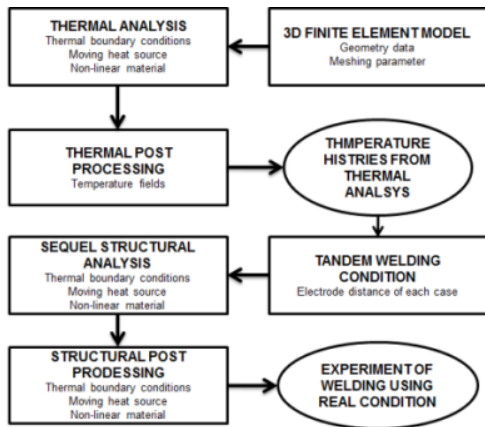 THERMAL ANALYSIS
Thermal boundary conditions
Moving heat source
Non-linear material
3D FINITE ELEMENT MODEL
Geometry data
Meshing parameter
THERMAL POST
PROCESSING
Temperature fields
THMPERATURE
HISTRIES FROM
THERMAL
ANALSYS
SEQUEL STRUCTURAL
ANALYSIS
Thermal boundary conditions
Moving heat source
Non-linear material
TANDEM WELDING
CONDITION
Electrode distance of each case
STRUCTURAL POST
PRODESSING
Thermal boundary conditions
Moving heat source
Non-linear material
EXPERIMENT OF
WELDING USING
REAL CONDITION